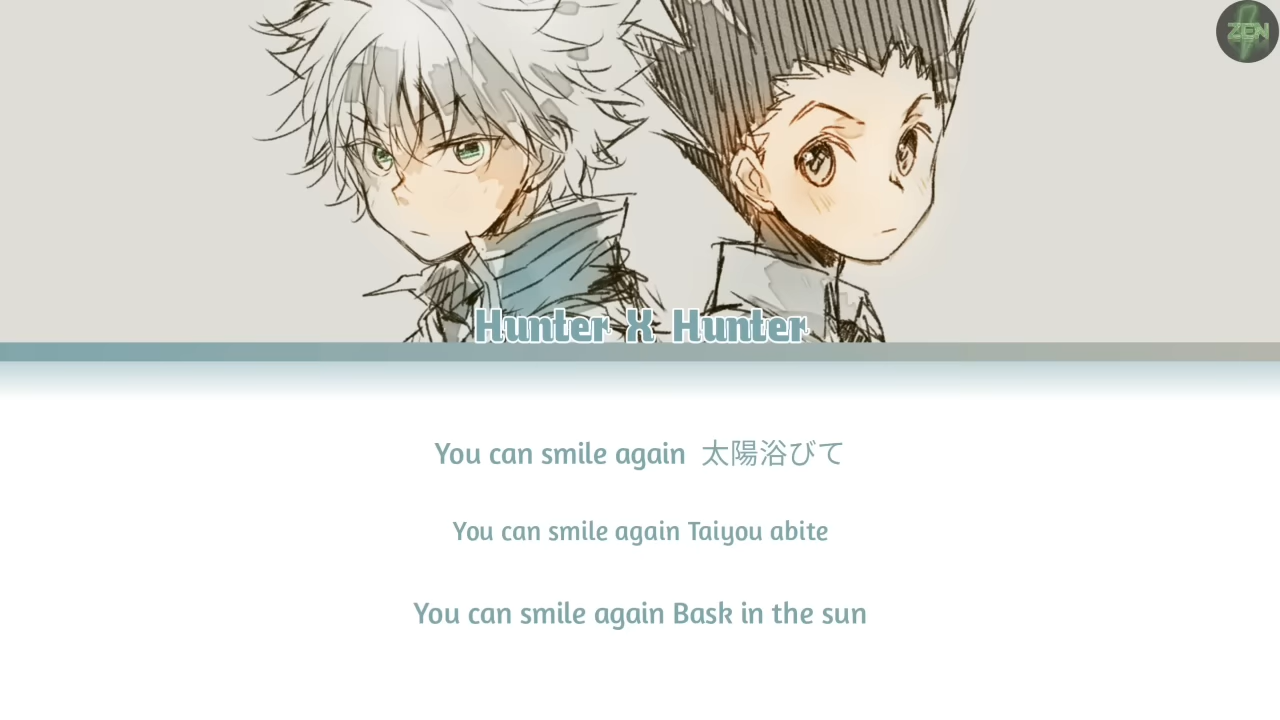 ZEN
Hunter X Hunter
You can smile again 太陽浴びて
You can smile again Taiyou abite
You can smile again Bask in the sun